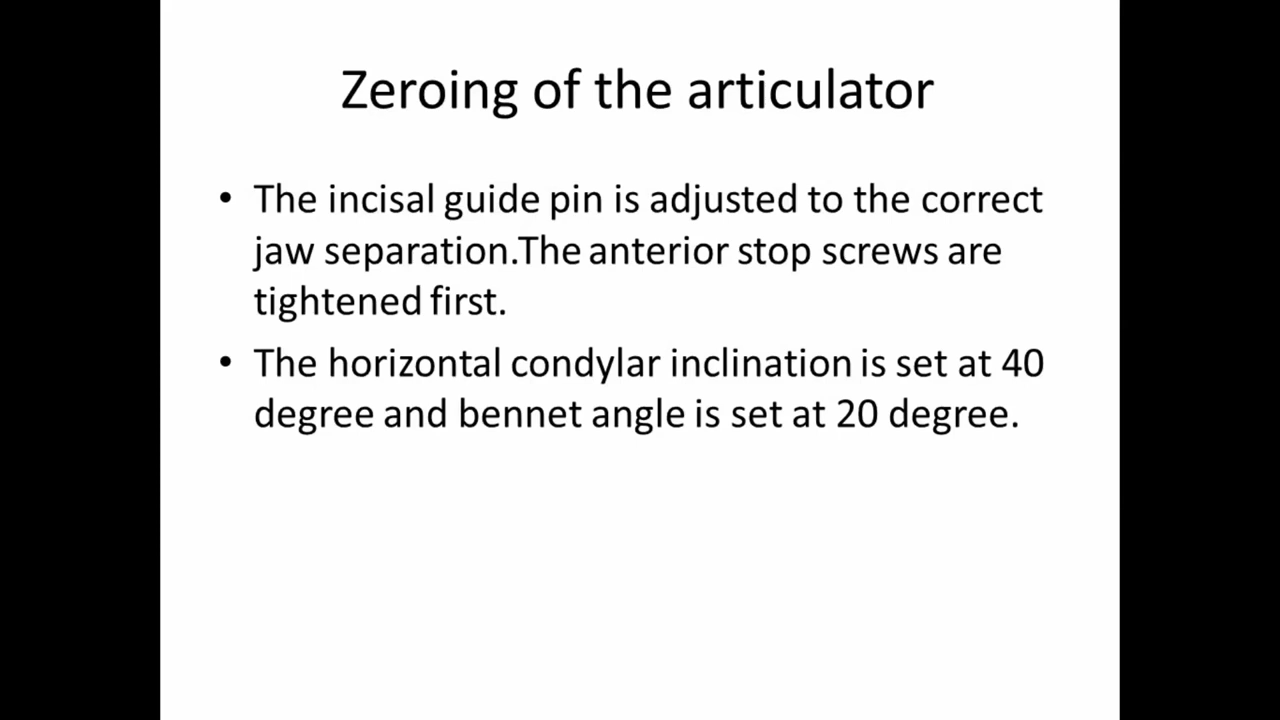 Zeroing of the articulator
• The incisal guide pin is adjusted to the correct
jaw separation.The anterior stop screws are
tightened first.
• The horizontal condylar inclination is set at 40
degree and bennet angle is set at 20 degree.